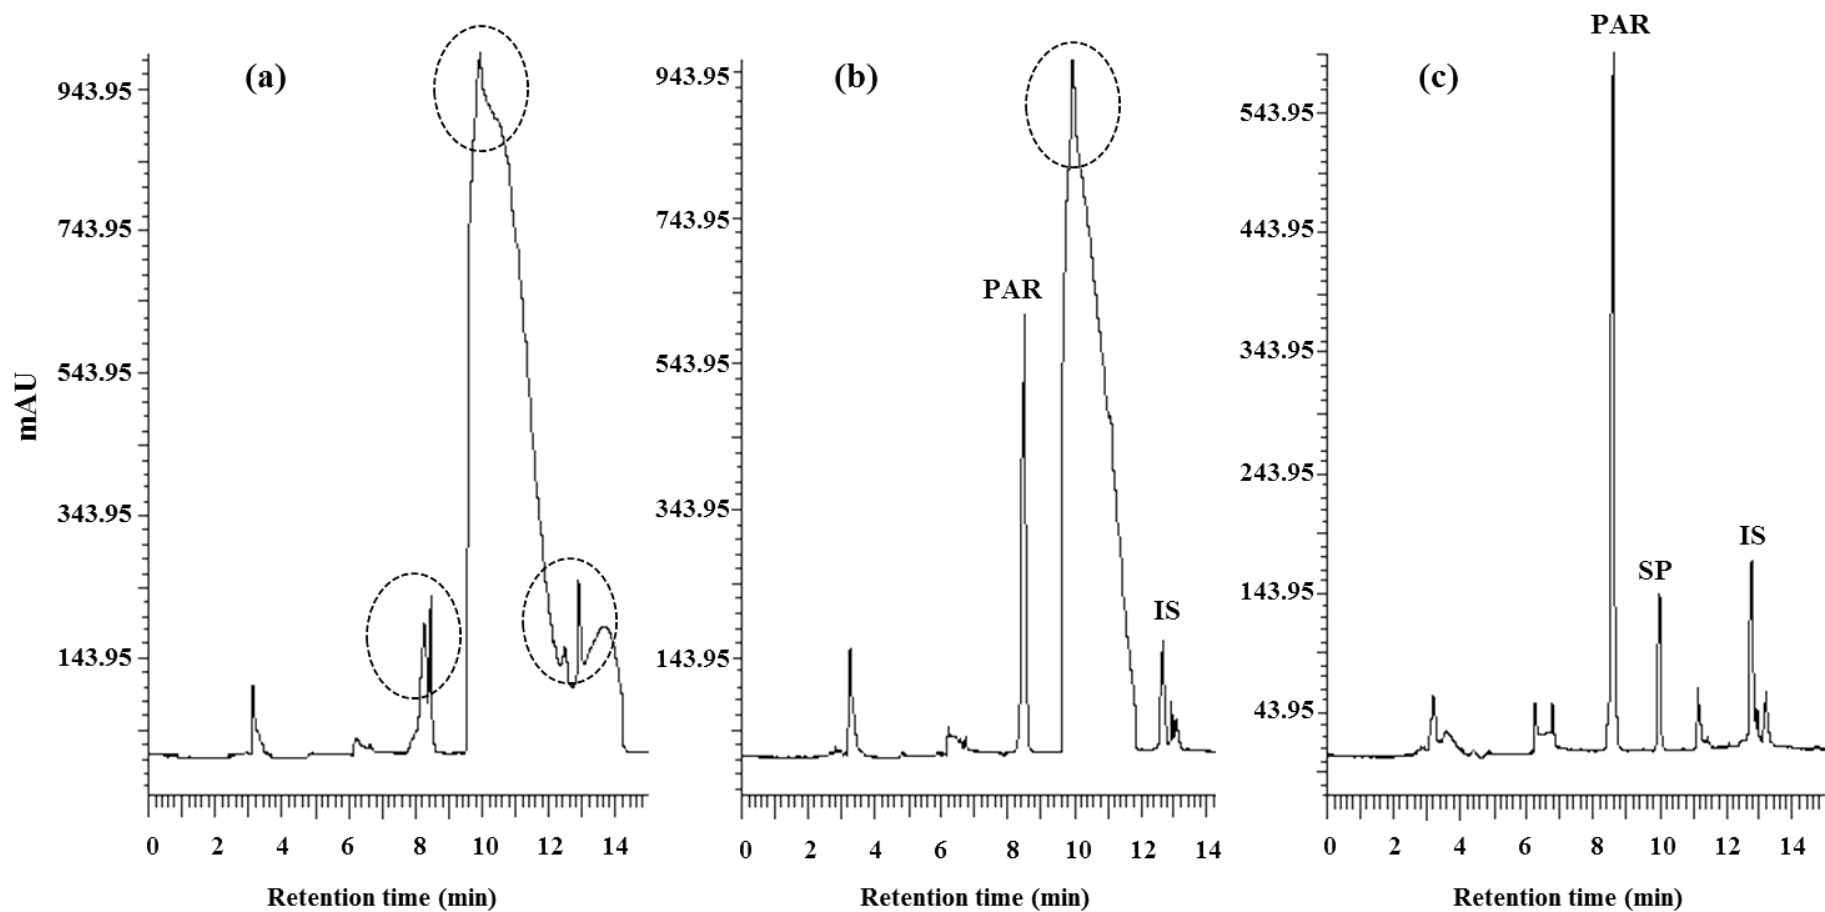 mAU
(a)
943.95
743.95
543.95
343.95
143.95
0 2 4 6 8 10 12 14
Retention time (min)
(b)
943.95
743.95
543.95
343.95
143.95
PAR
IS
0 2 4 6 8 10 12 14
Retention time (min)
(c)
PAR
543.95
443.95
343.95
243.95
143.95
43.95
SP
IS
0 2 4 6 8 10 12 14
Retention time (min)